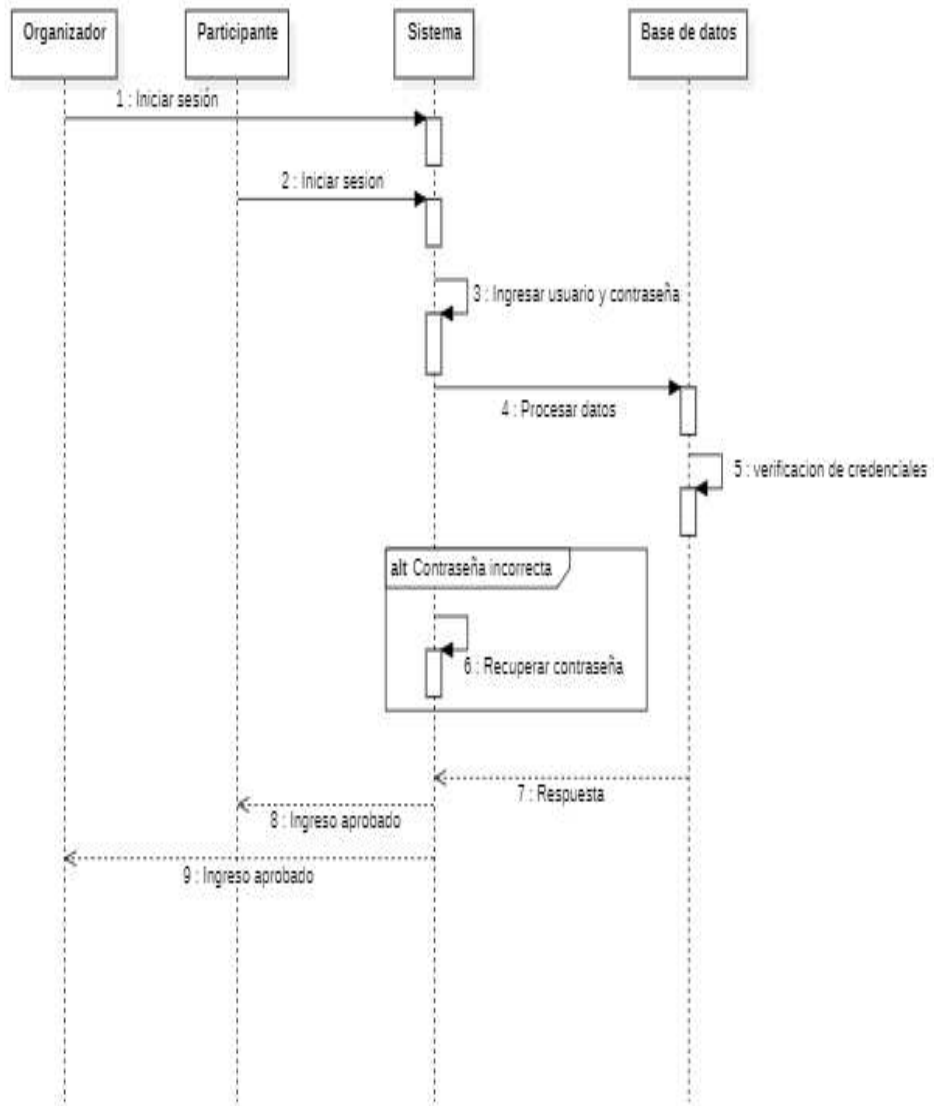 Organizador
Participante
Sistema
Base de datos
1 : Iniciar sesión
2 : Iniciar sesion
3 : Ingresar usuario y contraseña
4 : Procesar datos
5 : verificacion de credenciales
alt Contraseña incorrecta
6 : Recuperar contraseña
7 : Respuesta
8 : Ingreso aprobado
9 : Ingreso aprobado